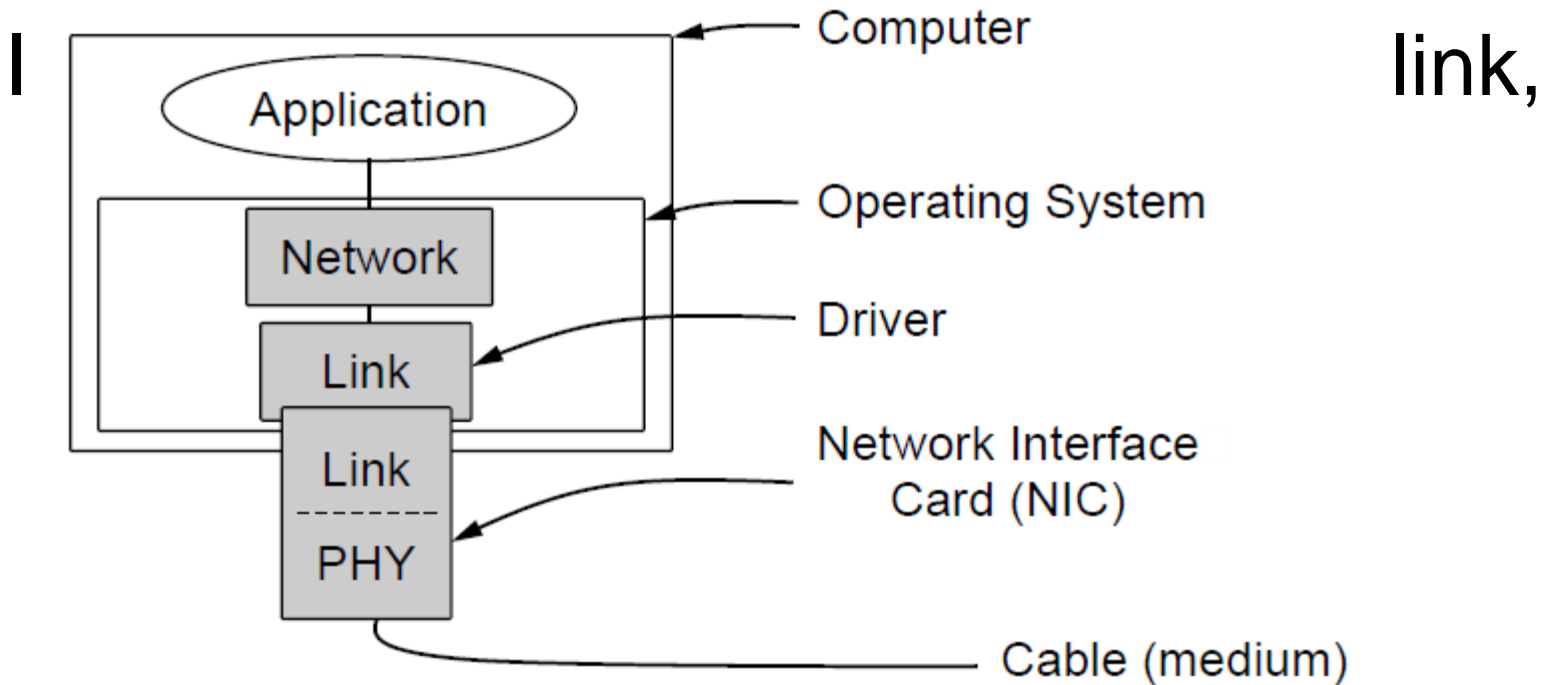 Computer
l
link,
Application
Operating System
Network
Driver
Link
Network Interface
Card (NIC)
Link
PHY
Cable (medium)